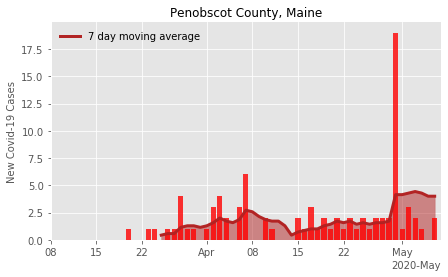 Penobscot County, Maine
7 day moving average
New Covid-19 Cases
17.5
15.0
12.5
10.0
7.5
5.0
2.5
0.0
08 15 22 Apr 08 15 22 May
2020-May